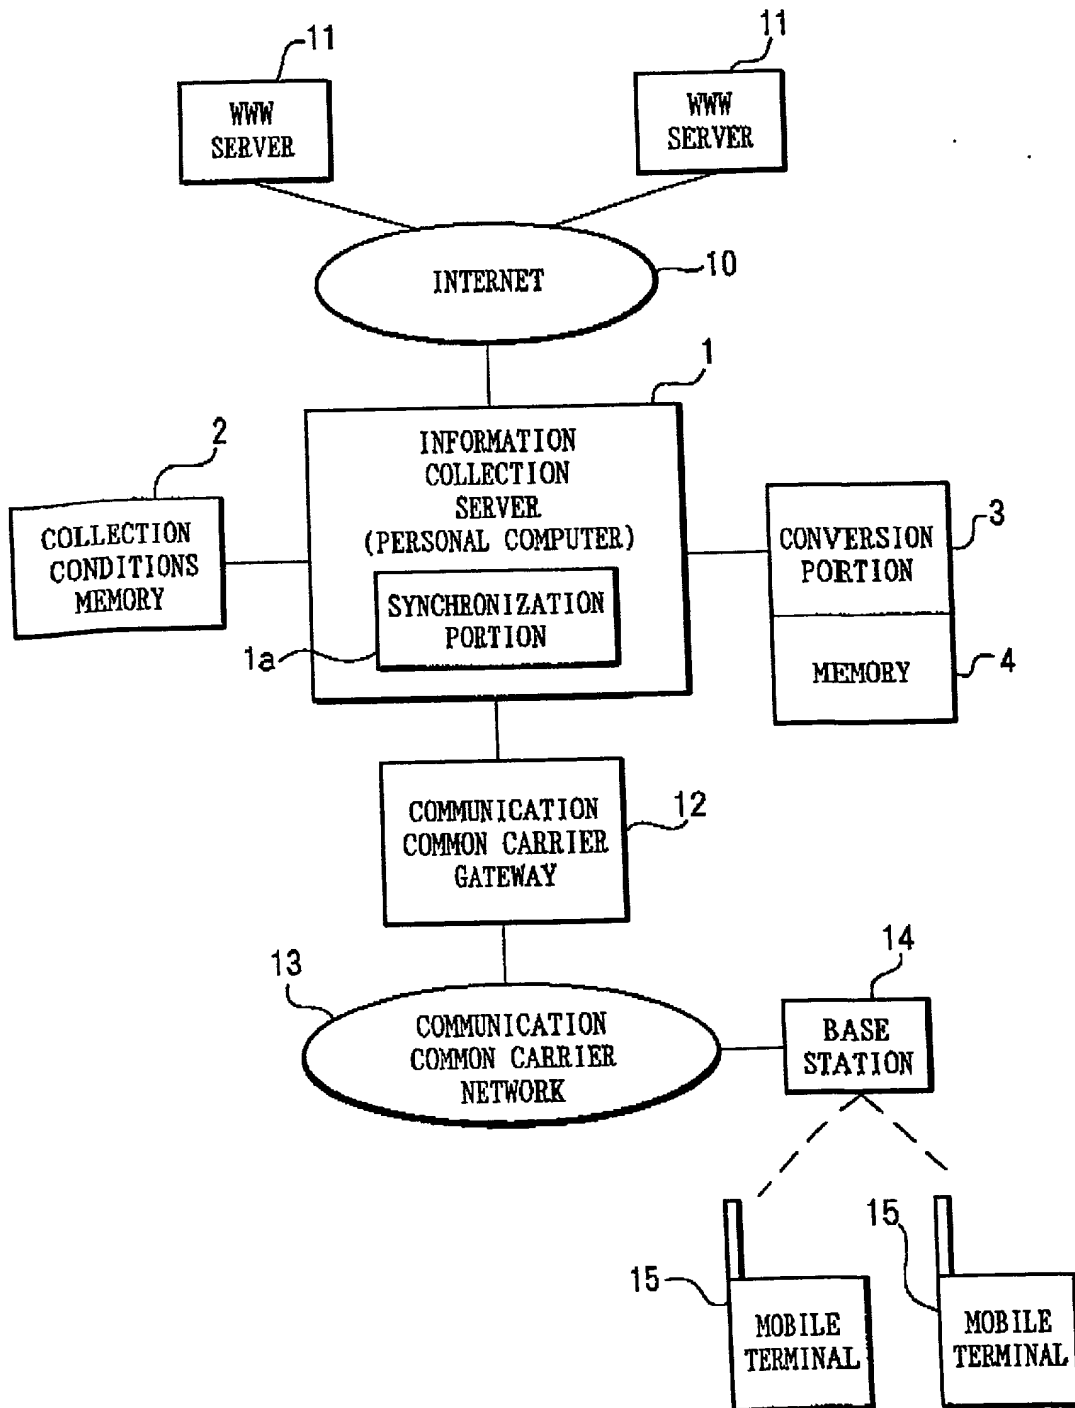 11
11
WWW
SERVER
WWW
SERVER
INTERNET
10
1
INFORMATION
COLLECTION
SERVER
(PERSONAL COMPUTER)
2
COLLECTION
CONDITIONS
MEMORY
SYNCHRONIZATION
PORTION
1a
CONVERSION
PORTION
3
MEMORY
4
COMMUNICATION
COMMON CARRIER
GATEWAY
12
13
COMMUNICATION
COMMON CARRIER
NETWORK
14
BASE
STATION
15
MOBILE
TERMINAL
15
MOBILE
TERMINAL